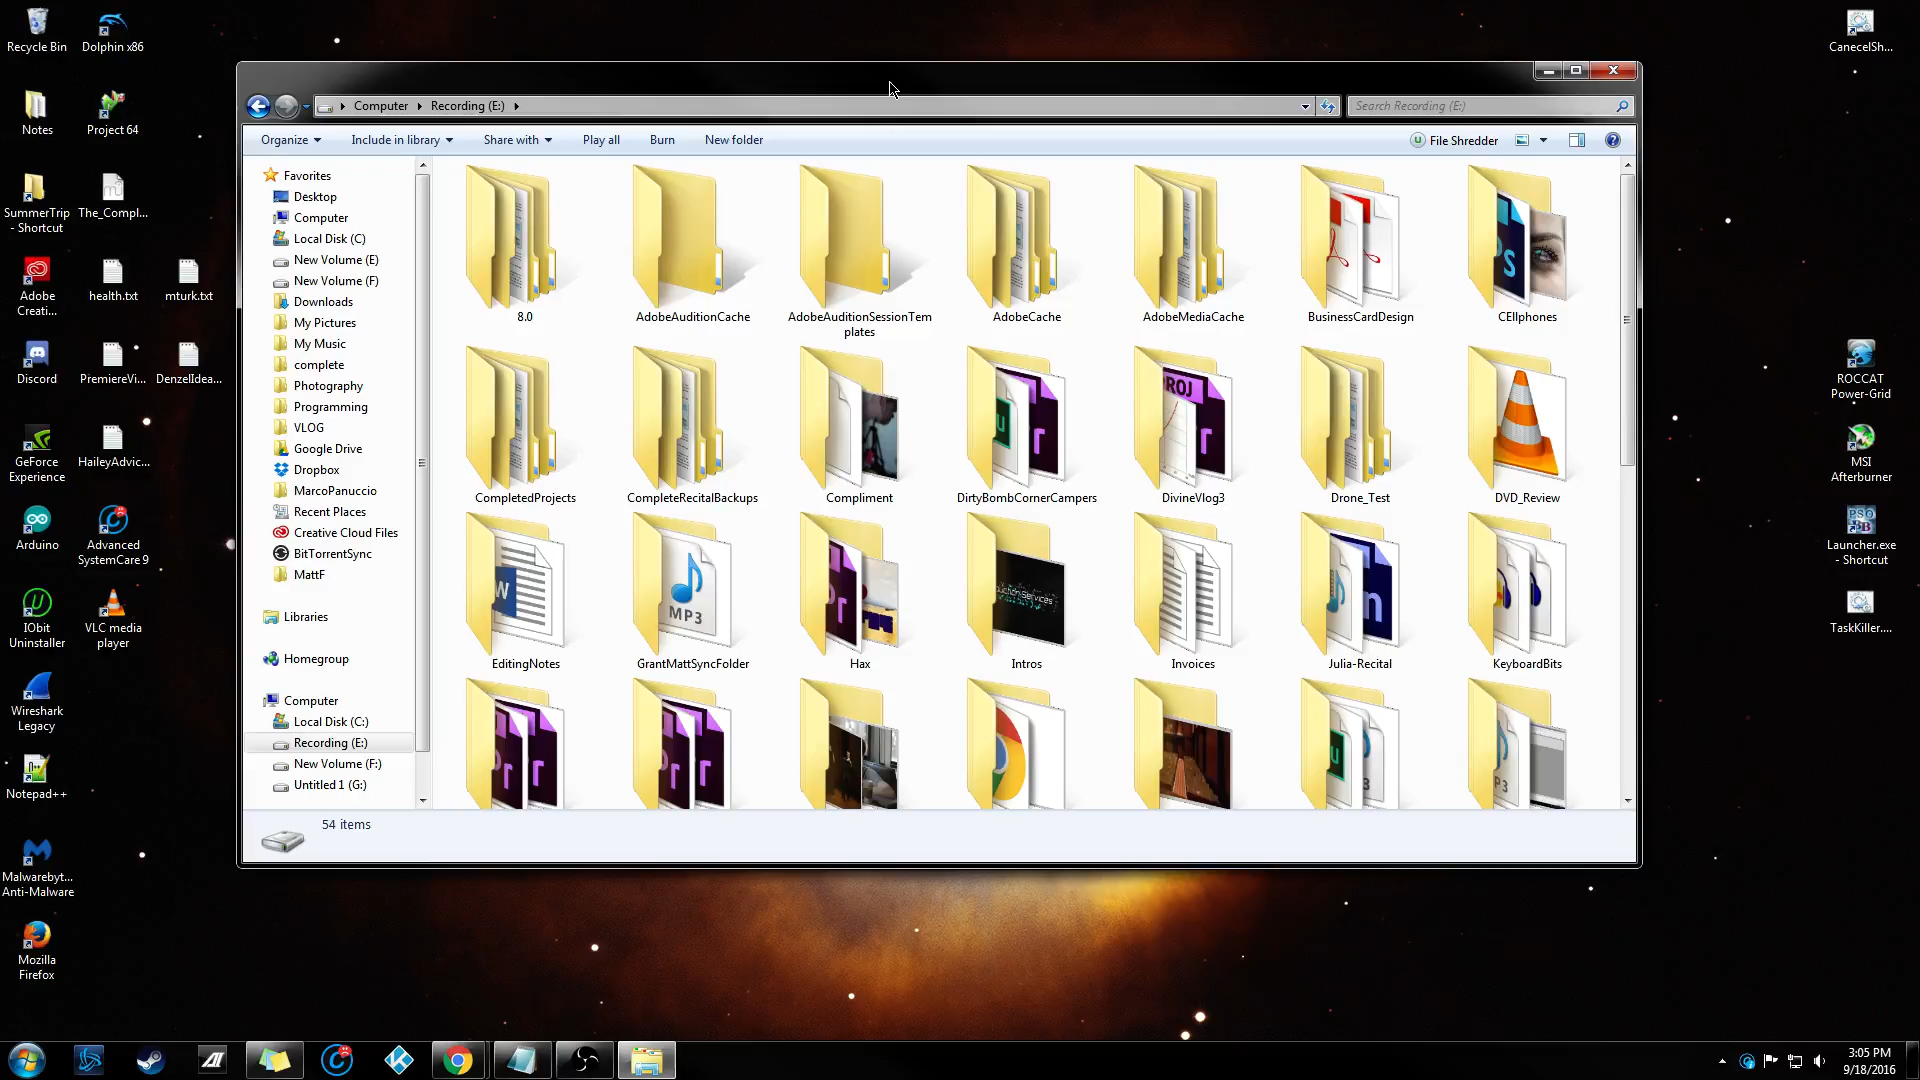 Recycle Bin
Dolphin x86
Notes
Project 64
SummerTrip
- Shortcut
The_Compl...
Adobe
Creati...
health.txt
mturk.txt
Discord
PremiereVi...
DenzelIdea...
GeForce
Experience
HaileyAdvic...
Arduino
Advanced
SystemCare 9
IObit
Uninstaller
VLC media
player
Wireshark
Legacy
Notepad++
Malwarebyt...
Anti-Malware
Mozilla
Firefox
CanecelSh...
ROCCAT
Power-Grid
MSI
Afterburner
Launcher.exe
- Shortcut
TaskKiller....
Computer
Recording (E:)
Search Recording (E:)
Organize
Include in library
Share with
Play all
Burn
New folder
File Shredder
Favorites
Desktop
Computer
Local Disk (C)
New Volume (E)
New Volume (F)
Downloads
My Pictures
My Music
complete
Photography
Programming
VLOG
Google Drive
Dropbox
MarcoPanuccio
Recent Places
Creative Cloud Files
BitTorrentSync
MattF
Libraries
Homegroup
Computer
Local Disk (C:)
Recording (E:)
New Volume (F:)
Untitled 1 (G:)
8.0
AdobeAuditionCache
AdobeAuditionSessionTem
plates
AdobeCache
AdobeMediaCache
BusinessCardDesign
CEllphones
CompletedProjects
CompleteRecitalBackups
Compliment
DirtyBombCornerCampers
DivineVlog3
Drone_Test
DVD_Review
MP3
EditingNotes
GrantMattSyncFolder
Hax
Intros
Invoices
Julia-Recital
KeyboardBits
54 items
3:05 PM
9/18/2016